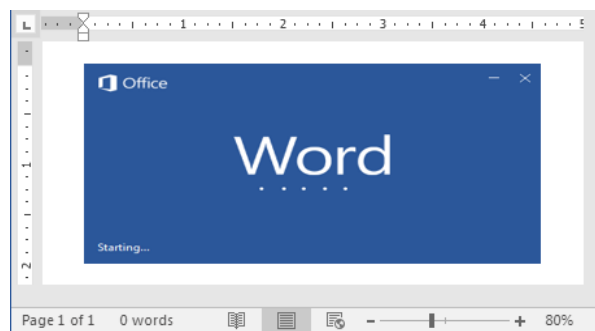 L 1 2 3 4 5
Office
Word
1
Starting...
2
Page 1 of 1 0 words 80%